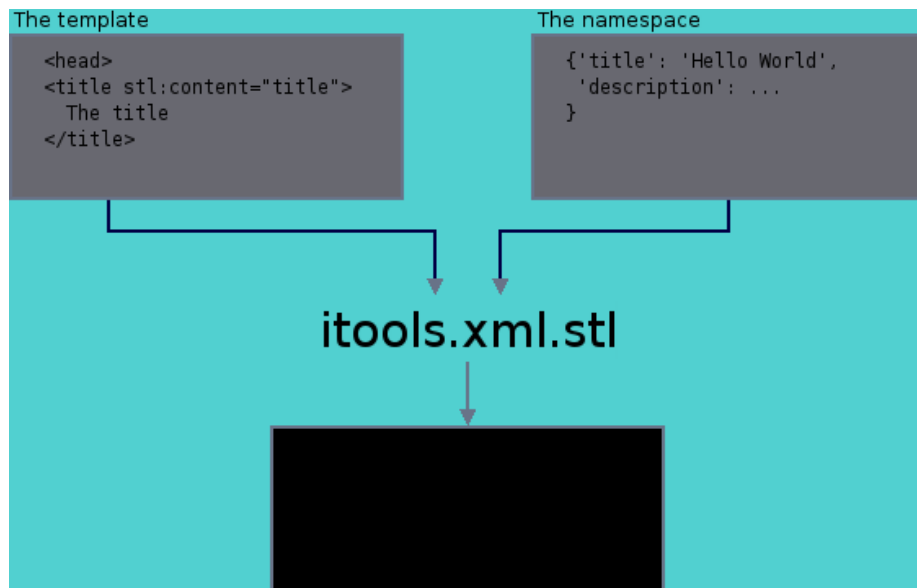 The template
<head>
<title stl:content="title">
The title
</title>
The namespace
{'title': 'Hello World',
'description': ...
}
itools.xml.stl